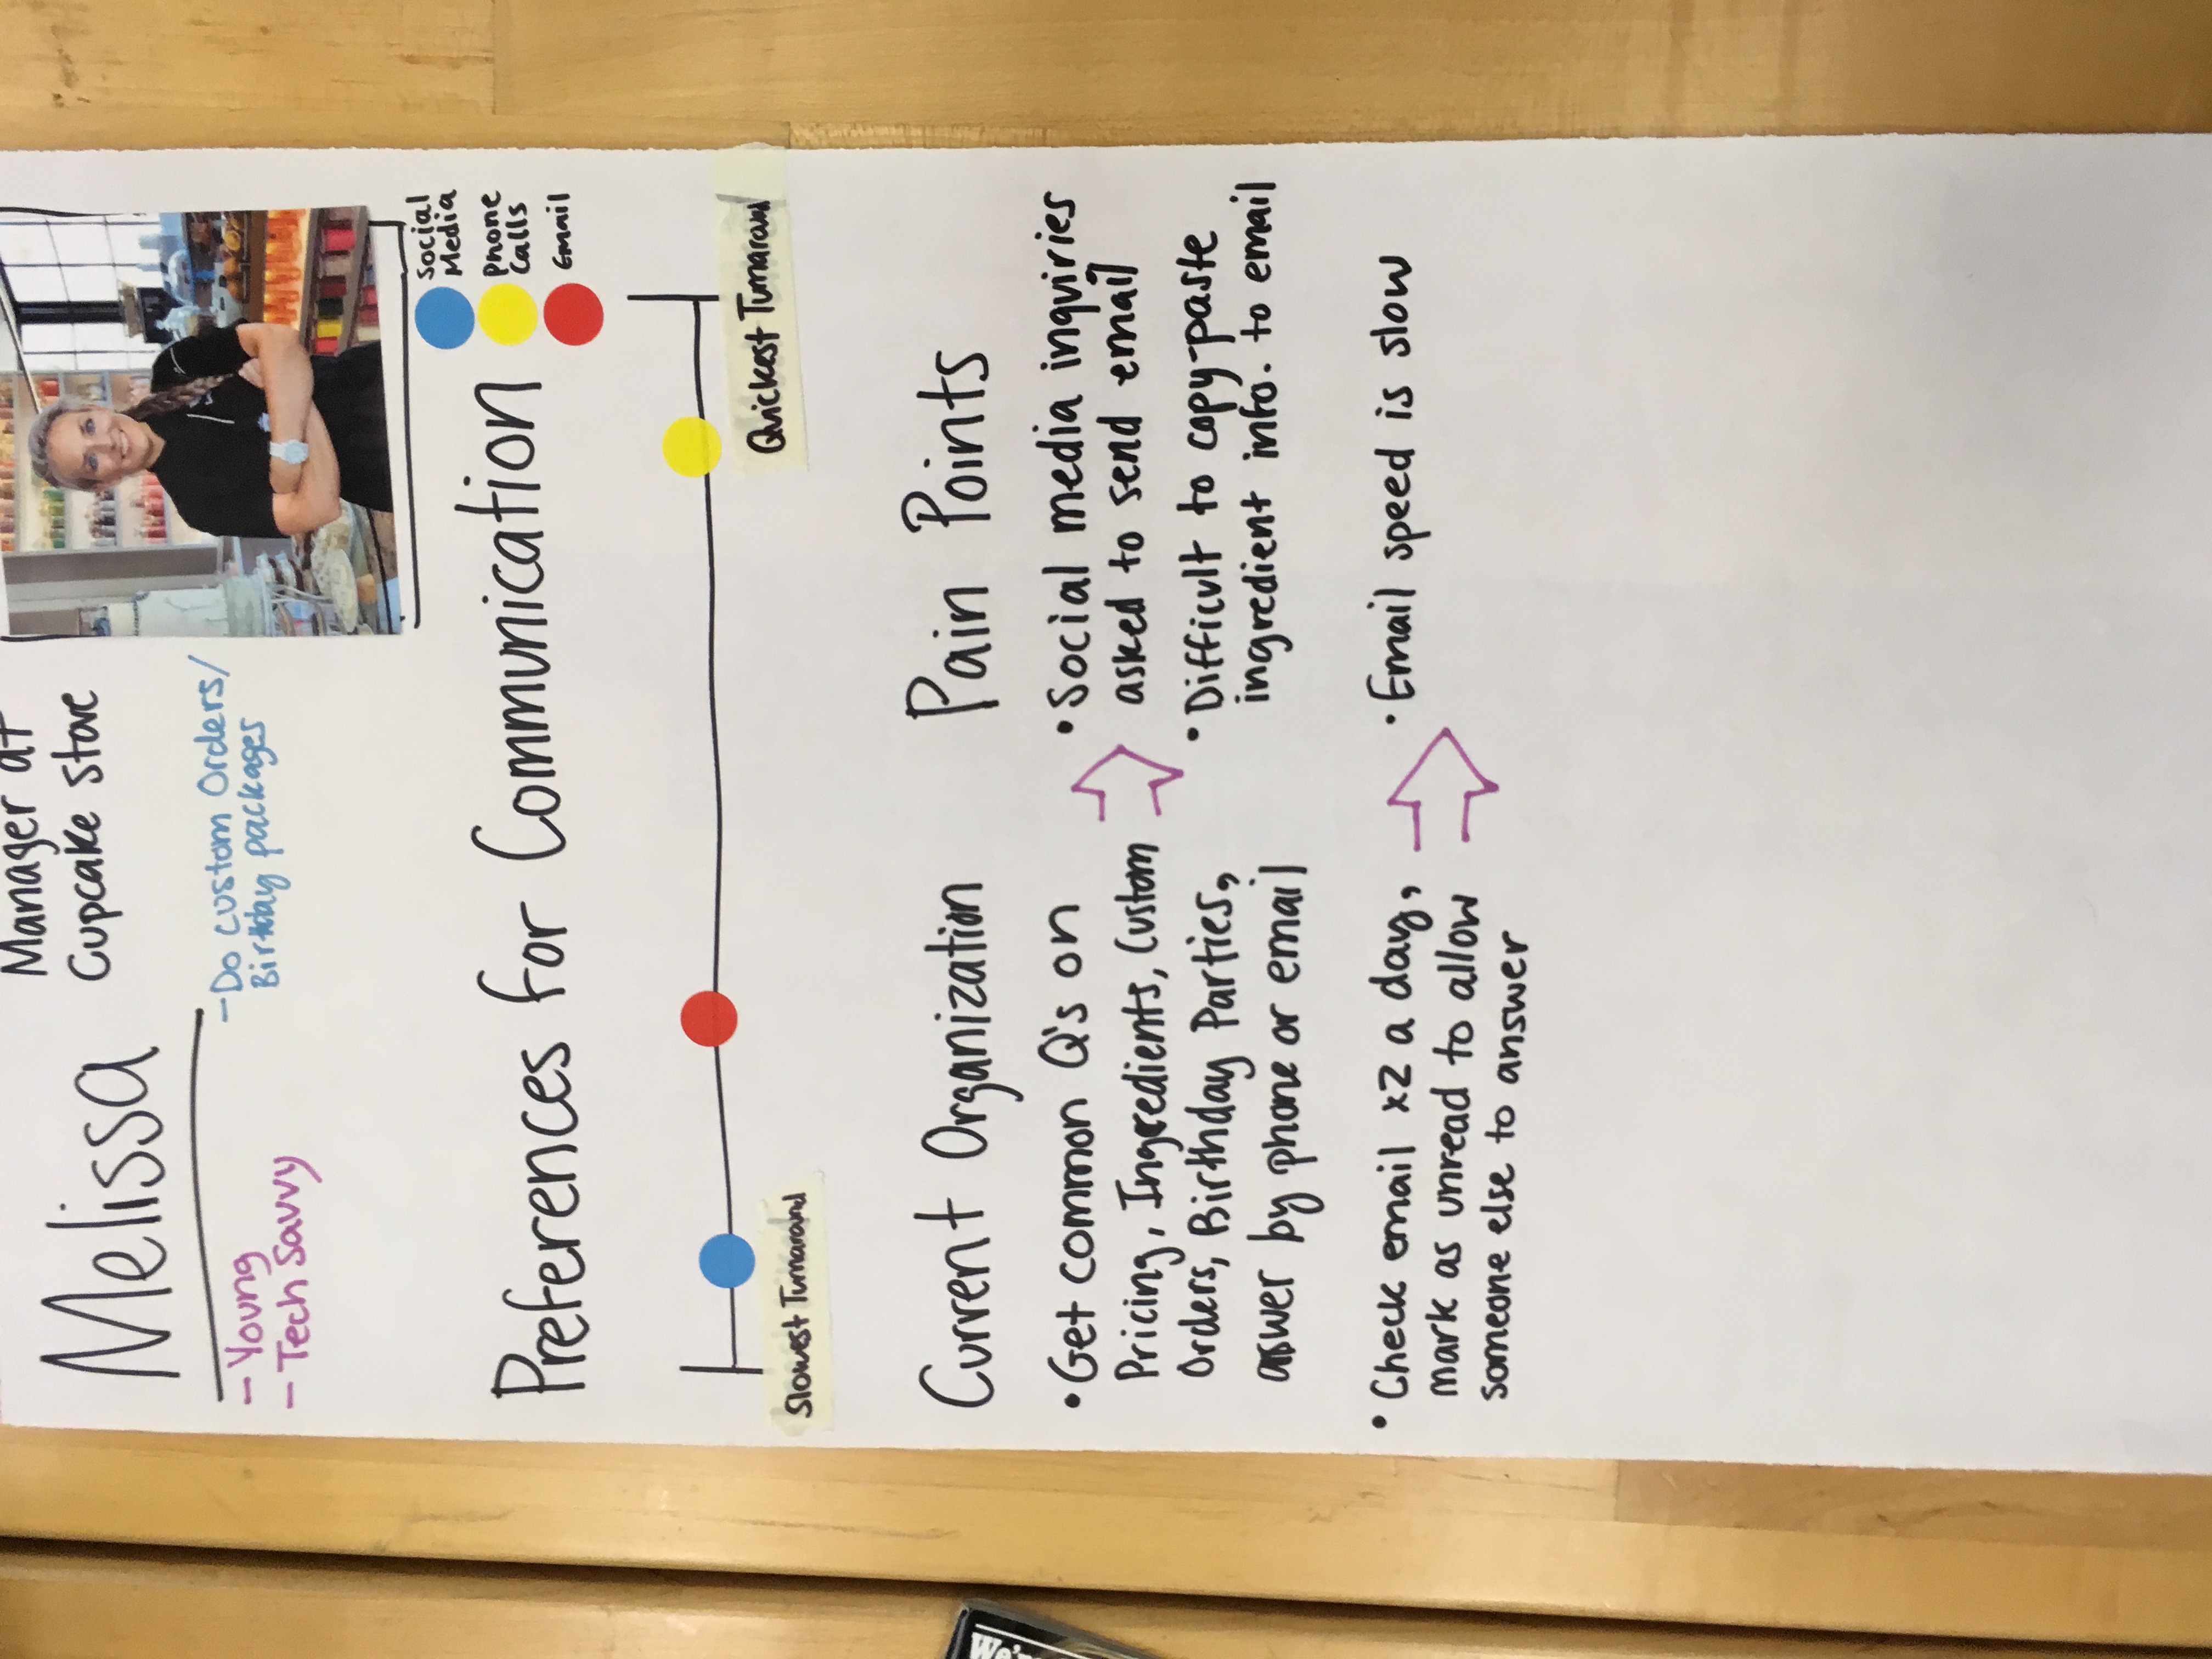 Melissa
Manager at
Cupcake Store
- Young
- Tech Savvy
- Do custom Orders/
Birthday packages
Social
Media
Phone
Calls
Email
Preferences for Communication
Slowest Turnaround
Quickest Turnaround
Current Organization
• Get common Q's on
Pricing, Ingredients, Custom
Orders, Birthday Parties,
answer by phone or email
• Check email x2 a day,
mark as unread to allow
someone else to answer
Pain Points
• Social media inquiries
asked to send email
• Difficult to copy-paste
ingredient info. to email
• Email speed is slow